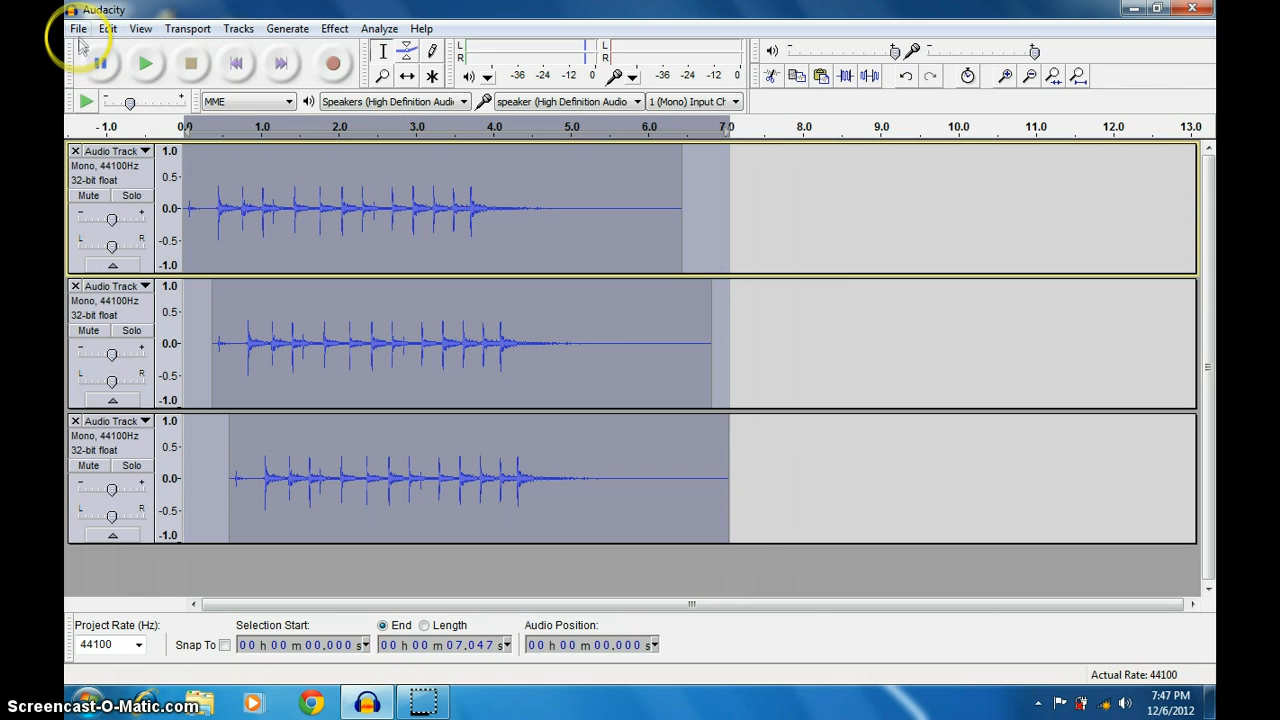 Audacity
File Edit View Transport Tracks Generate Effect Analyze Help
L
R
-36 -24 -12 0
L
R
-36 -24 -12 0
- +
MME
Speakers (High Definition Audi
speaker (High Definition Audio
1 (Mono) Input Ch
-1.0 0.0 1.0 2.0 3.0 4.0 5.0 6.0 7.0 8.0 9.0 10.0 11.0 12.0 13.0
Audio Track
Mono, 44100Hz
32-bit float
Mute Solo
- +
L R
1.0
0.5
0.0
-0.5
-1.0
Audio Track
Mono, 44100Hz
32-bit float
Mute Solo
- +
L R
1.0
0.5
0.0
-0.5
-1.0
Audio Track
Mono, 44100Hz
32-bit float
Mute Solo
- +
L R
1.0
0.5
0.0
-0.5
-1.0
Project Rate (Hz):
44100
Snap To
Selection Start:
00 h 00 m 00.000 s
End Length
00 h 00 m 07.047 s
Audio Position:
00 h 00 m 00.000 s
Actual Rate: 44100
Screencast-O-Matic.com
7:47 PM
12/6/2012